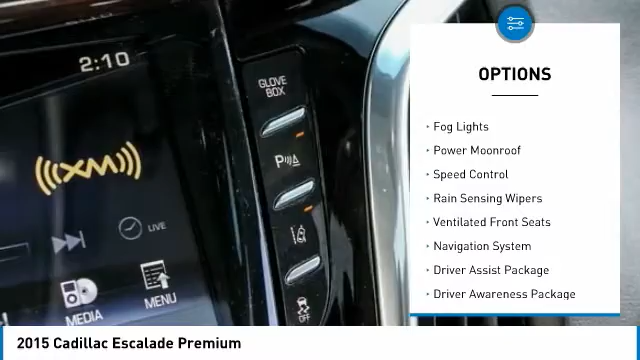 2:10
XM
LIVE
MEDIA
MENU
GLOVE
BOX
P
OFF
OPTIONS
Fog Lights
Power Moonroof
Speed Control
Rain Sensing Wipers
Ventilated Front Seats
Navigation System
Driver Assist Package
Driver Awareness Package
2015 Cadillac Escalade Premium